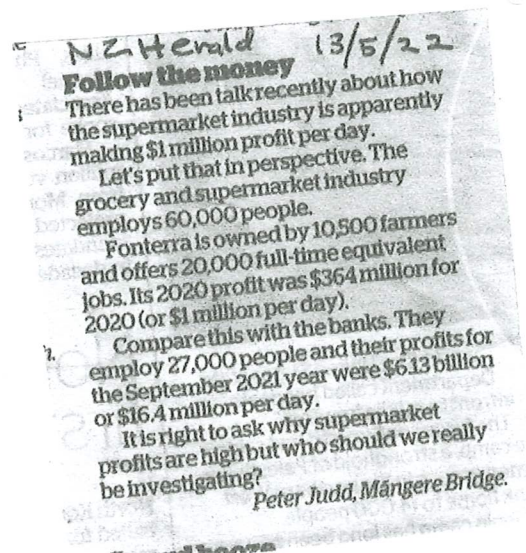 NZ Herald 13/5/22
Follow the money
There has been talk recently about how
the supermarket industry is apparently
making $1 million profit per day.
Let's put that in perspective. The
grocery and supermarket industry
employs 60,000 people.
Fonterra is owned by 10,500 farmers
and offers 20,000 full-time equivalent
jobs. Its 2020 profit was $364 million for
2020 (or $1 million per day).
Compare this with the banks. They
employ 27,000 people and their profits for
the September 2021 year were $6.13 billion
or $16.4 million per day.
It is right to ask why supermarket
profits are high but who should we really
be investigating?
Peter Judd, Māngere Bridge.